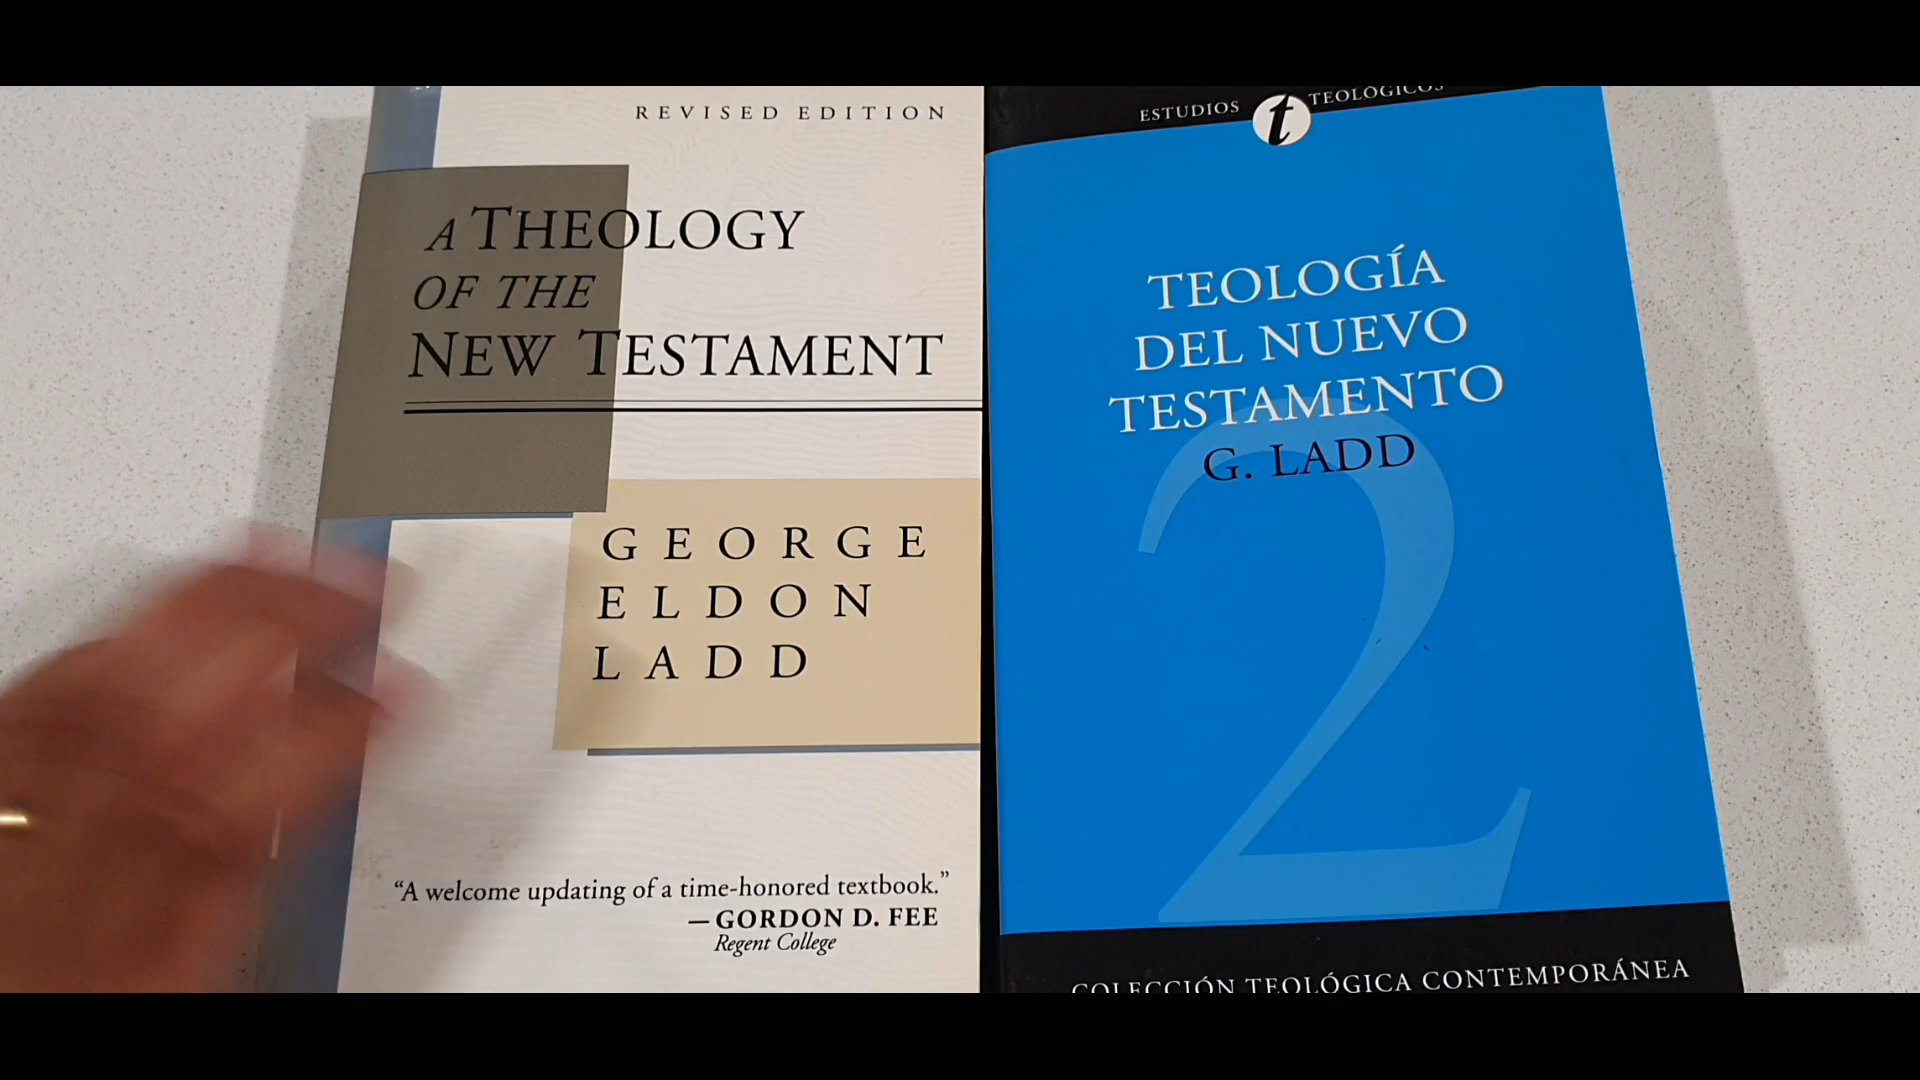 REVISED EDITION
A THEOLOGY
OF THE
NEW TESTAMENT
GEORGE
ELDON
LADD
“A welcome updating of a time-honored textbook.”
— GORDON D. FEE
Regent College
ESTUDIOS t TEOLÓGICOS
TEOLOGÍA
DEL NUEVO
TESTAMENTO
G. LADD
2
COLECCIÓN TEOLÓGICA CONTEMPORÁNEA